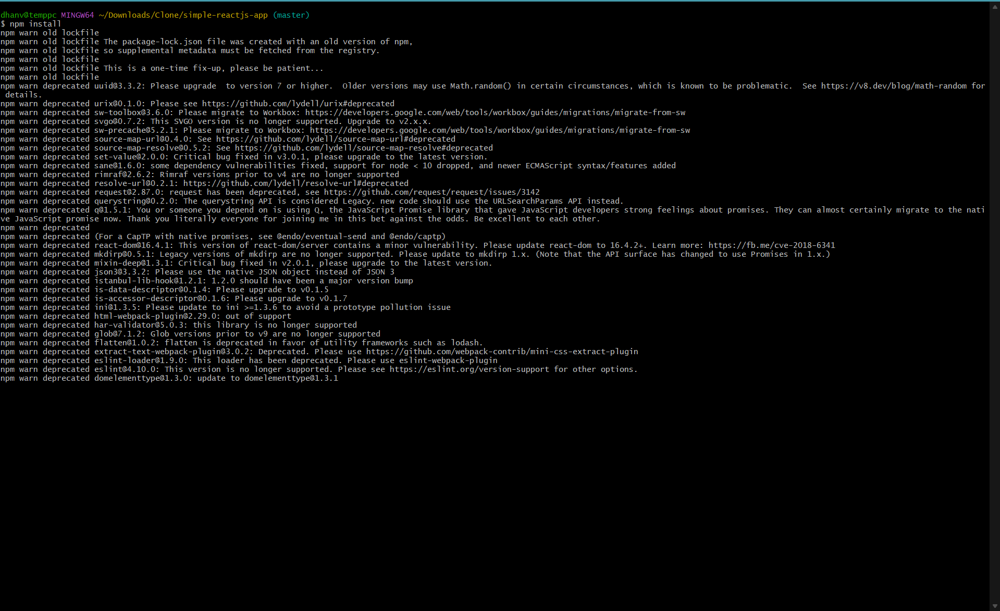 dhanv@temppc MINGW64 ~/Downloads/Clone/simple-reactjs-app (master)
$ npm install
npm warn old lockfile
npm warn old lockfile The package-lock.json file was created with an old version of npm,
npm warn old lockfile so supplemental metadata must be fetched from the registry.
npm warn old lockfile
npm warn old lockfile This is a one-time fix-up, please be patient...
npm warn old lockfile
npm warn deprecated uuid@3.3.2: Please upgrade  to version 7 or higher.  Older versions may use Math.random() in certain circumstances, which is known to be problematic.  See https://v8.dev/blog/math-random for
 details.
npm warn deprecated urix@0.1.0: Please see https://github.com/lydell/urix#deprecated
npm warn deprecated sw-toolbox@3.6.0: Please migrate to Workbox: https://developers.google.com/web/tools/workbox/guides/migrations/migrate-from-sw
npm warn deprecated svgo@0.7.2: This SVGO version is no longer supported. Upgrade to v2.x.x.
npm warn deprecated sw-precache@5.2.1: Please migrate to Workbox: https://developers.google.com/web/tools/workbox/guides/migrations/migrate-from-sw
npm warn deprecated source-map-url@0.4.0: See https://github.com/lydell/source-map-url#deprecated
npm warn deprecated source-map-resolve@0.5.2: See https://github.com/lydell/source-map-resolve#deprecated
npm warn deprecated set-value@2.0.0: Critical bug fixed in v3.0.1, please upgrade to the latest version.
npm warn deprecated sane@1.6.0: some dependency vulnerabilities fixed, support for node < 10 dropped, and newer ECMAScript syntax/features added
npm warn deprecated rimraf@2.6.2: Rimraf versions prior to v4 are no longer supported
npm warn deprecated resolve-url@0.2.1: https://github.com/lydell/resolve-url#deprecated
npm warn deprecated request@2.87.0: request has been deprecated, see https://github.com/request/request/issues/3142
npm warn deprecated querystring@0.2.0: The querystring API is considered Legacy. new code should use the URLSearchParams API instead.
npm warn deprecated q@1.5.1: You or someone you depend on is using Q, the JavaScript Promise library that gave JavaScript developers strong feelings about promises. They can almost certainly migrate to the nati
ve JavaScript promise now. Thank you literally everyone for joining me in this bet against the odds. Be excellent to each other.
npm warn deprecated
npm warn deprecated (For a CapTP with native promises, see @endo/eventual-send and @endo/captp)
npm warn deprecated react-dom@16.4.1: This version of react-dom/server contains a minor vulnerability. Please update react-dom to 16.4.2+. Learn more: https://fb.me/cve-2018-6341
npm warn deprecated mkdirp@0.5.1: Legacy versions of mkdirp are no longer supported. Please update to mkdirp 1.x. (Note that the API surface has changed to use Promises in 1.x.)
npm warn deprecated mixin-deep@1.3.1: Critical bug fixed in v2.0.1, please upgrade to the latest version.
npm warn deprecated json3@3.3.2: Please use the native JSON object instead of JSON 3
npm warn deprecated istanbul-lib-hook@1.2.1: 1.2.0 should have been a major version bump
npm warn deprecated is-data-descriptor@0.1.4: Please upgrade to v0.1.5
npm warn deprecated is-accessor-descriptor@0.1.6: Please upgrade to v0.1.7
npm warn deprecated ini@1.3.5: Please update to ini >=1.3.6 to avoid a prototype pollution issue
npm warn deprecated html-webpack-plugin@2.29.0: out of support
npm warn deprecated har-validator@5.0.3: this library is no longer supported
npm warn deprecated glob@7.1.2: Glob versions prior to v9 are no longer supported
npm warn deprecated flatten@1.0.2: flatten is deprecated in favor of utility frameworks such as lodash.
npm warn deprecated extract-text-webpack-plugin@3.0.2: Deprecated. Please use https://github.com/webpack-contrib/mini-css-extract-plugin
npm warn deprecated eslint-loader@1.9.0: This loader has been deprecated. Please use eslint-webpack-plugin
npm warn deprecated eslint@4.10.0: This version is no longer supported. Please see https://eslint.org/version-support for other options.
npm warn deprecated domelementtype@1.3.0: update to domelementtype@1.3.1